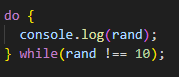 do {
  console.log(rand);
} while(rand !== 10);